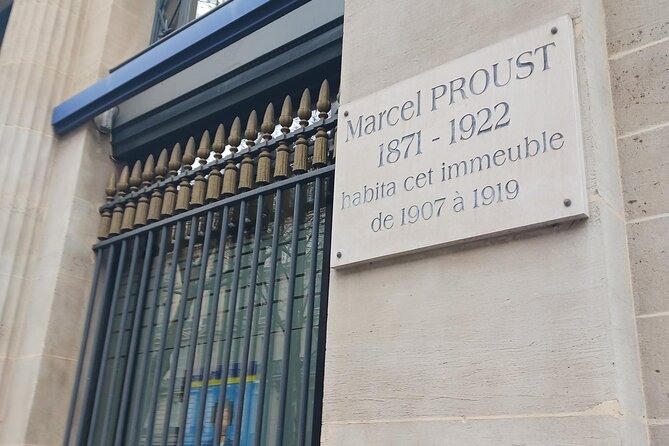 Marcel PROUST
1871 - 1922
habita cet immeuble
de 1907 à 1919